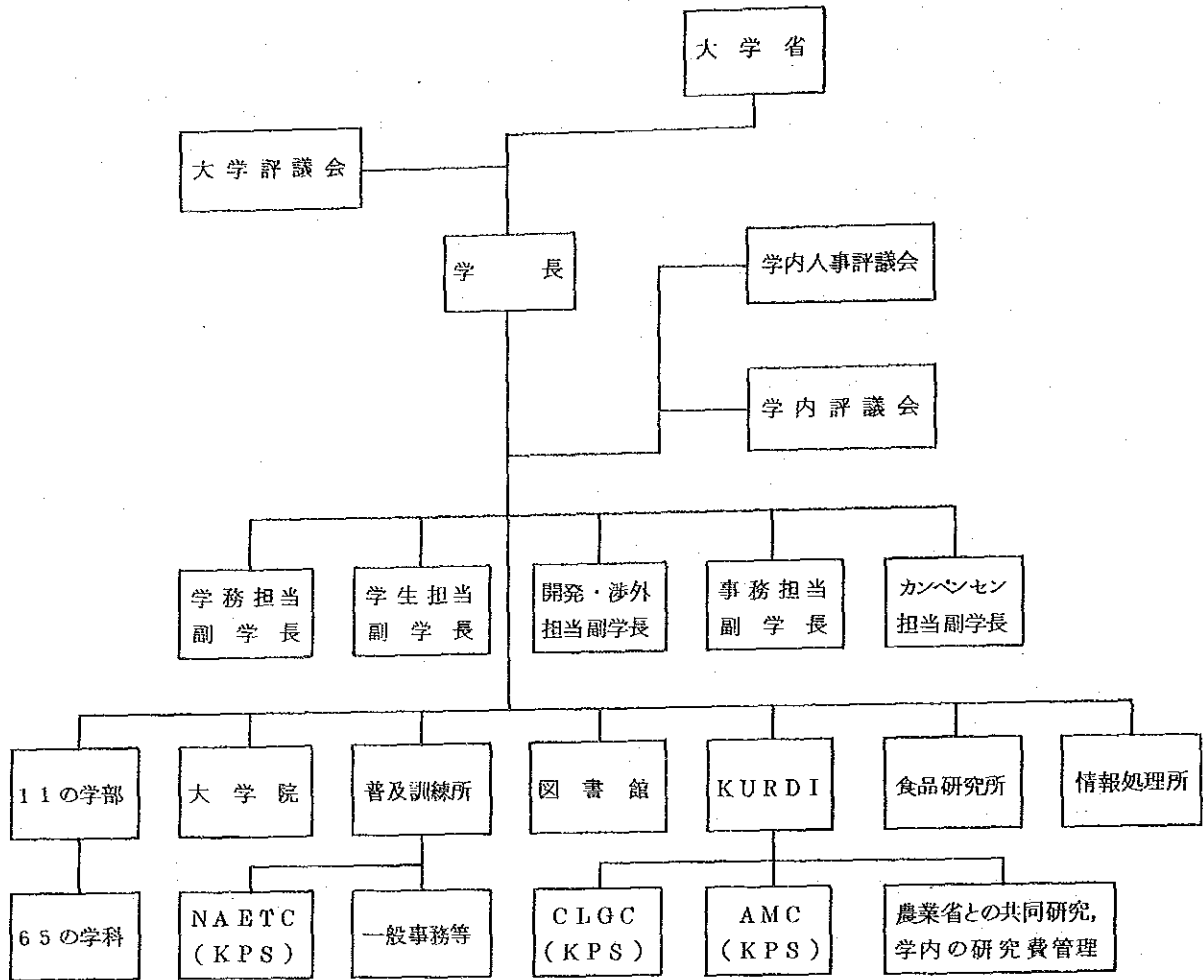 大学省
大学評議会
学長
学内人事評議会
学内評議会
学務担当
副学長
学生担当
副学長
開発・渉外
担当副学長
事務担当
副学長
カンペンセン
担当副学長
11の学部
大学院
普及訓練所
図書館
KURDI
食品研究所
情報処理所
65の学科
NAETC
(KPS)
一般事務等
CLGC
(KPS)
AMC
(KPS)
農業省との共同研究,
学内の研究費管理